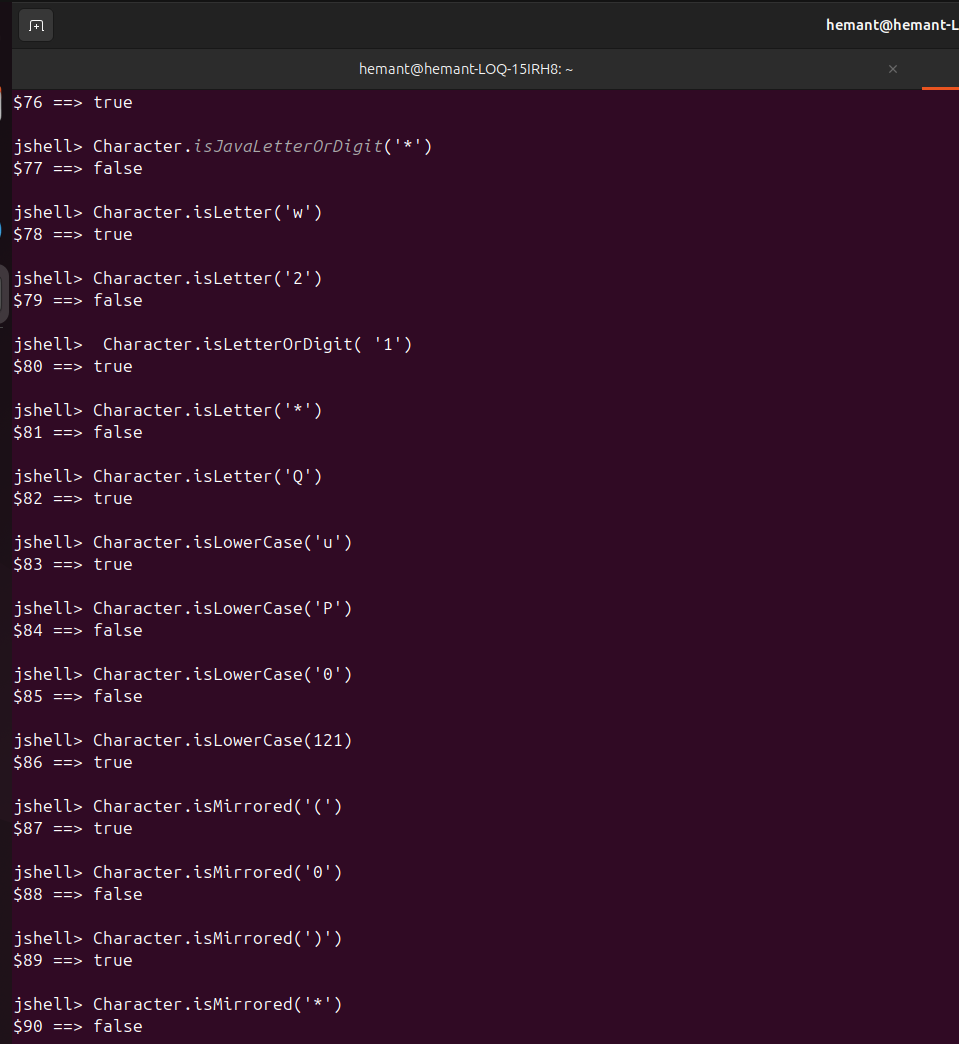 hemant@hemant-L
hemant@hemant-LOQ-15IRH8: ~
$76 ==> true
jshell> Character.isJavaLetterOrDigit('*')
$77 ==> false
jshell> Character.isLetter('w')
$78 ==> true
jshell> Character.isLetter('2')
$79 ==> false
jshell>  Character.isLetterOrDigit( '1')
$80 ==> true
jshell> Character.isLetter('*')
$81 ==> false
jshell> Character.isLetter('Q')
$82 ==> true
jshell> Character.isLowerCase('u')
$83 ==> true
jshell> Character.isLowerCase('P')
$84 ==> false
jshell> Character.isLowerCase('0')
$85 ==> false
jshell> Character.isLowerCase(121)
$86 ==> true
jshell> Character.isMirrored('(')
$87 ==> true
jshell> Character.isMirrored('0')
$88 ==> false
jshell> Character.isMirrored(')')
$89 ==> true
jshell> Character.isMirrored('*')
$90 ==> false